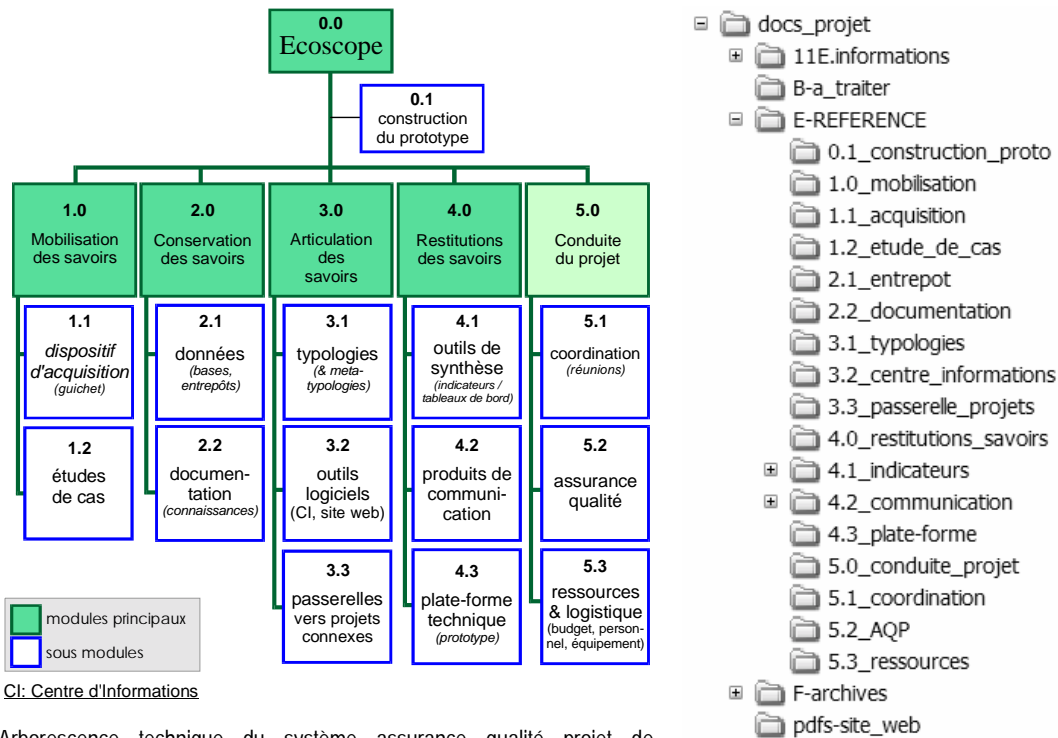 0.0
Ecoscope
0.1
construction
du prototype
1.0
Mobilisation
des savoirs
2.0
Conservation
des savoirs
3.0
Articulation
des
savoirs
4.0
Restitutions
des savoirs
5.0
Conduite
du projet
1.1
dispositif
d'acquisition
(guichet)
2.1
données
(bases,
entrepôts)
3.1
typologies
(& meta-
typologies)
4.1
outils de
synthèse
(indicateurs /
tableaux de bord)
5.1
coordination
(réunions)
1.2
études
de cas
2.2
documen-
tation
(connaissances)
3.2
outils
logiciels
(CI, site web)
4.2
produits de
communi-
cation
5.2
assurance
qualité
3.3
passerelles
vers projets
connexes
4.3
plate-forme
technique
(prototype)
5.3
ressources
& logistique
(budget, person-
nel, équipement)
modules principaux
sous modules
CI: Centre d'Informations
Arborescence technique du système assurance qualité projet de
docs_projet
11E.informations
B-a_traiter
E-REFERENCE
0.1_construction_proto
1.0_mobilisation
1.1_acquisition
1.2_etude_de_cas
2.1_entrepot
2.2_documentation
3.1_typologies
3.2_centre_informations
3.3_passerelle_projets
4.0_restitutions_savoirs
4.1_indicateurs
4.2_communication
4.3_plate-forme
5.0_conduite_projet
5.1_coordination
5.2_AQP
5.3_ressources
F-archives
pdfs-site_web